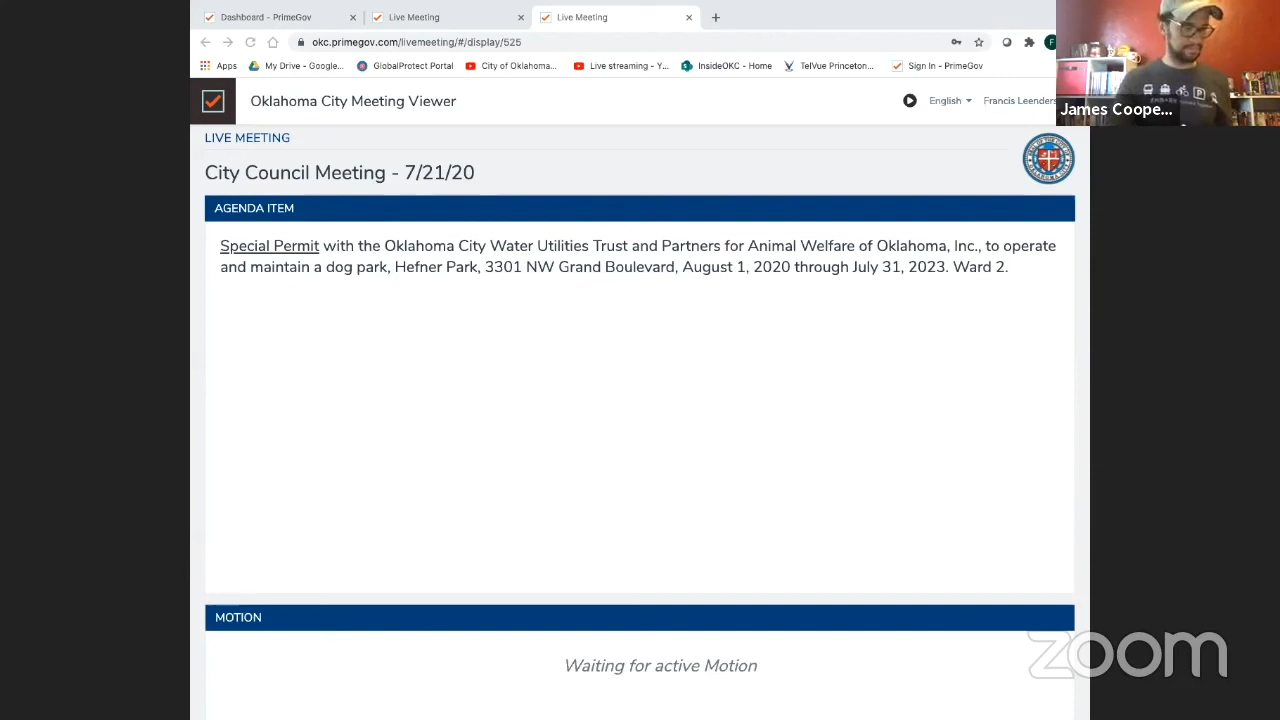 Dashboard - PrimeGov
Live Meeting
Live Meeting
okc.primegov.com/livemeeting/#/display/525
Apps
My Drive - Google...
GlobalProtect Portal
City of Oklahoma...
Live streaming - Y...
InsideOKC - Home
TelVue Princeton...
Sign In - PrimeGov
James Coope...
Oklahoma City Meeting Viewer
English
Francis Leenders
LIVE MEETING
City Council Meeting - 7/21/20
AGENDA ITEM
Special Permit with the Oklahoma City Water Utilities Trust and Partners for Animal Welfare of Oklahoma, Inc., to operate
and maintain a dog park, Hefner Park, 3301 NW Grand Boulevard, August 1, 2020 through July 31, 2023. Ward 2.
MOTION
Waiting for active Motion
zoom